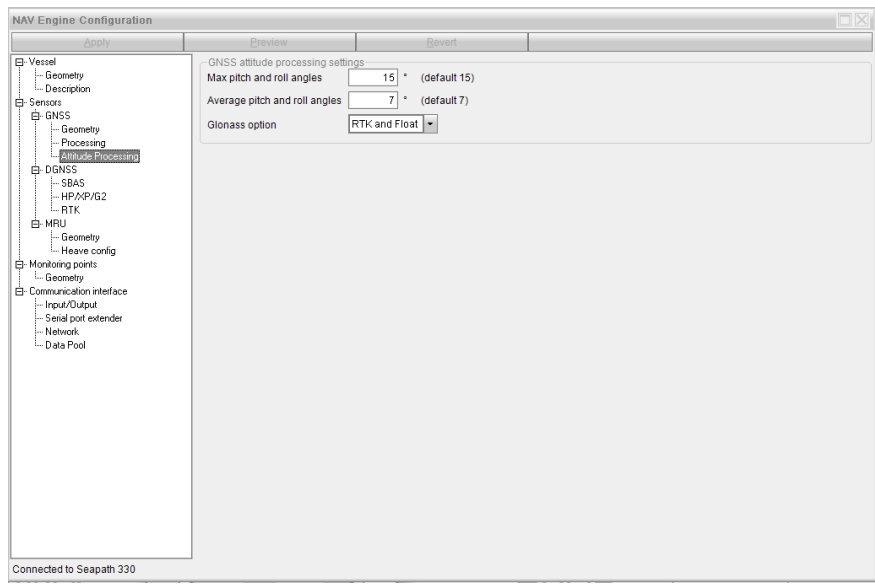 NAV Engine Configuration
Apply Preview Revert
Vessel
Geometry
Description
Sensors
GNSS
Geometry
Processing
Attitude Processing
DGNSS
SBAS
HP/XP/G2
RTK
MRU
Geometry
Heave config
Monitoring points
Geometry
Communication interface
Input/Output
Serial port extender
Network
Data Pool
GNSS attitude processing settings
Max pitch and roll angles 15 ° (default 15)
Average pitch and roll angles 7 ° (default 7)
Glonass option RTK and Float
Connected to Seapath 330